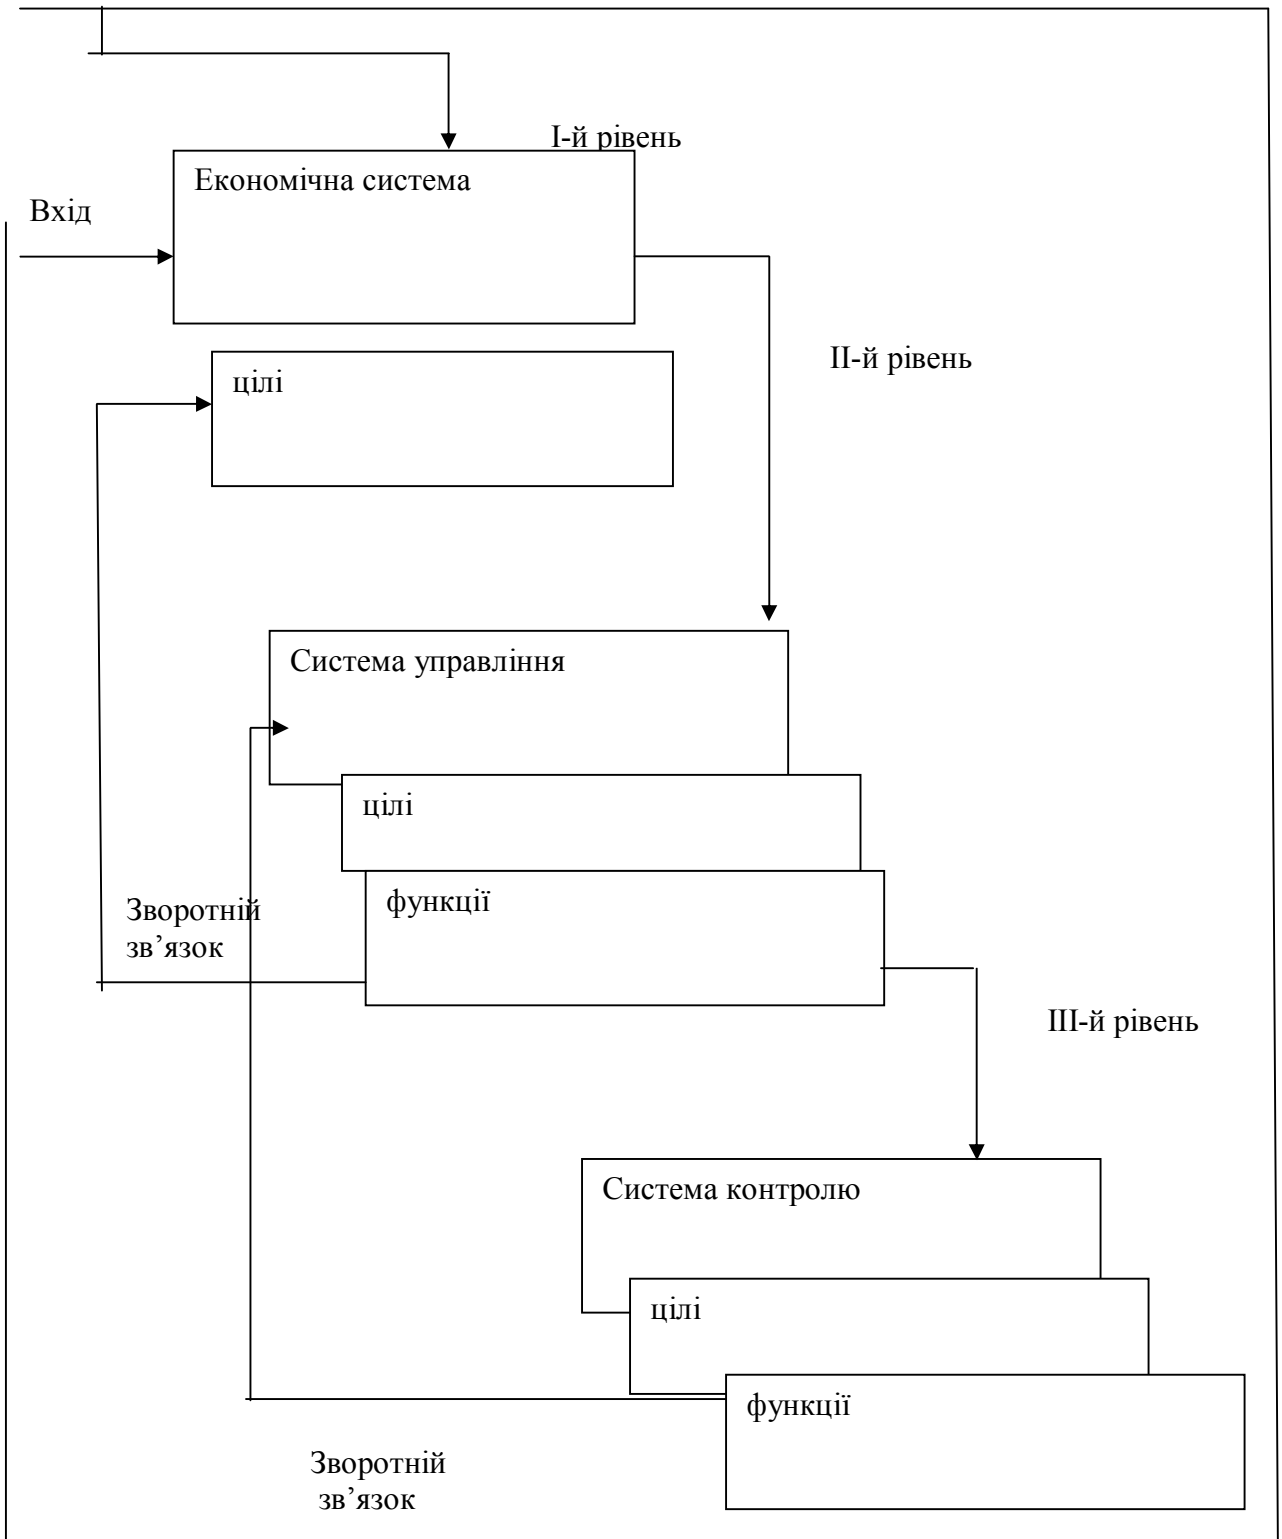 І-й рівень
Економічна система
Вхід
ІІ-й рівень
цілі
Система управління
цілі
функції
Зворотній
зв’язок
ІІІ-й рівень
Система контролю
цілі
функції
Зворотній
зв’язок